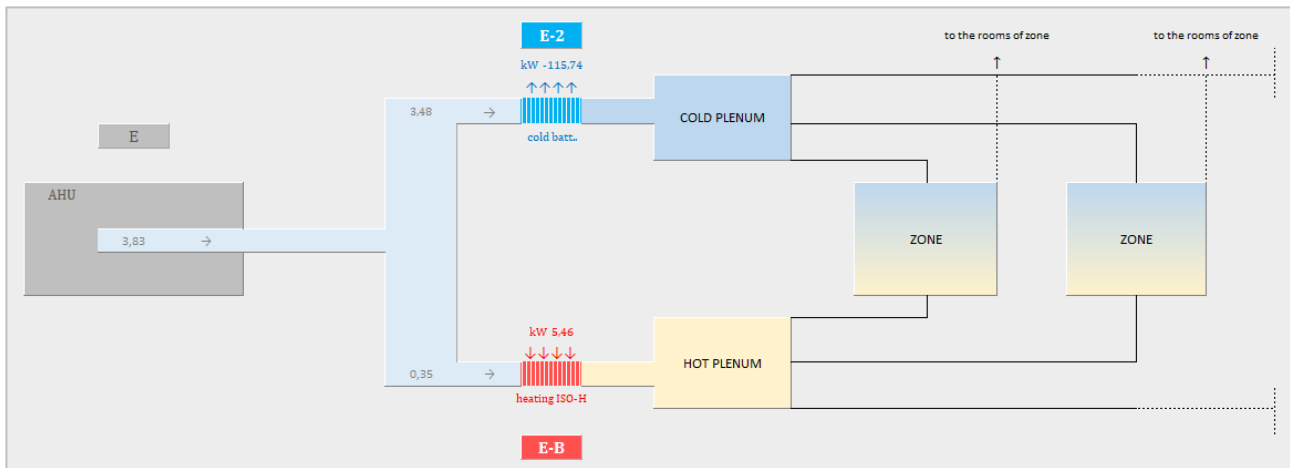 E-2
to the rooms of zone
to the rooms of zone
kW -115,74
↑↑↑↑
↑
↑
3,48 →
COLD PLENUM
cold batt..
E
AHU
3,83 →
ZONE
ZONE
kW 5,46
↓↓↓↓
HOT PLENUM
0,35 →
heating ISO-H
E-B